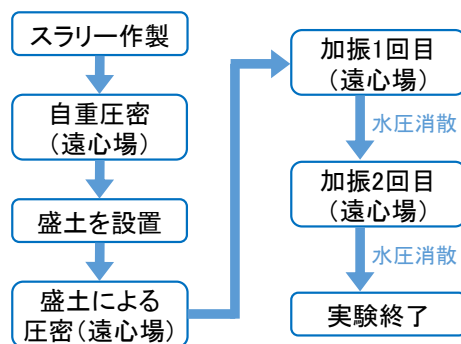 スラリー作製
自重圧密
(遠心場)
盛土を設置
盛土による
圧密(遠心場)
加振1回目
(遠心場)
水圧消散
加振2回目
(遠心場)
水圧消散
実験終了